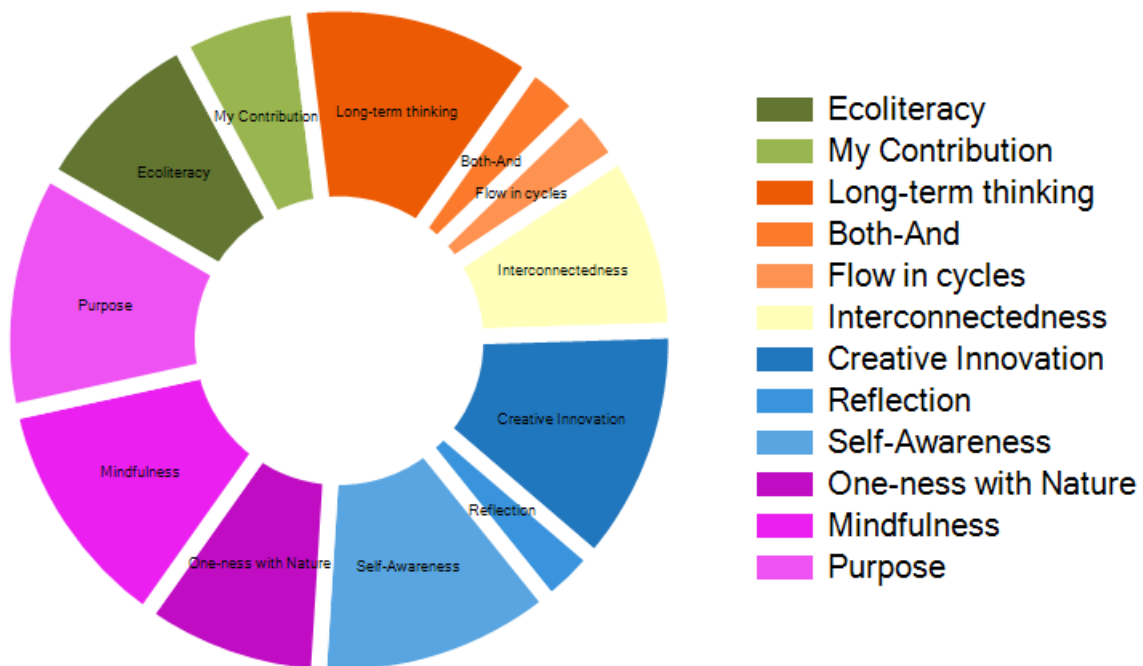 My Contribution
Long-term thinking
Both-And
Ecoliteracy
Flow in cycles
Interconnectedness
Purpose
Creative Innovation
Mindfulness
Reflection
One-ness with Nature
Self-Awareness
Ecoliteracy
My Contribution
Long-term thinking
Both-And
Flow in cycles
Interconnectedness
Creative Innovation
Reflection
Self-Awareness
One-ness with Nature
Mindfulness
Purpose